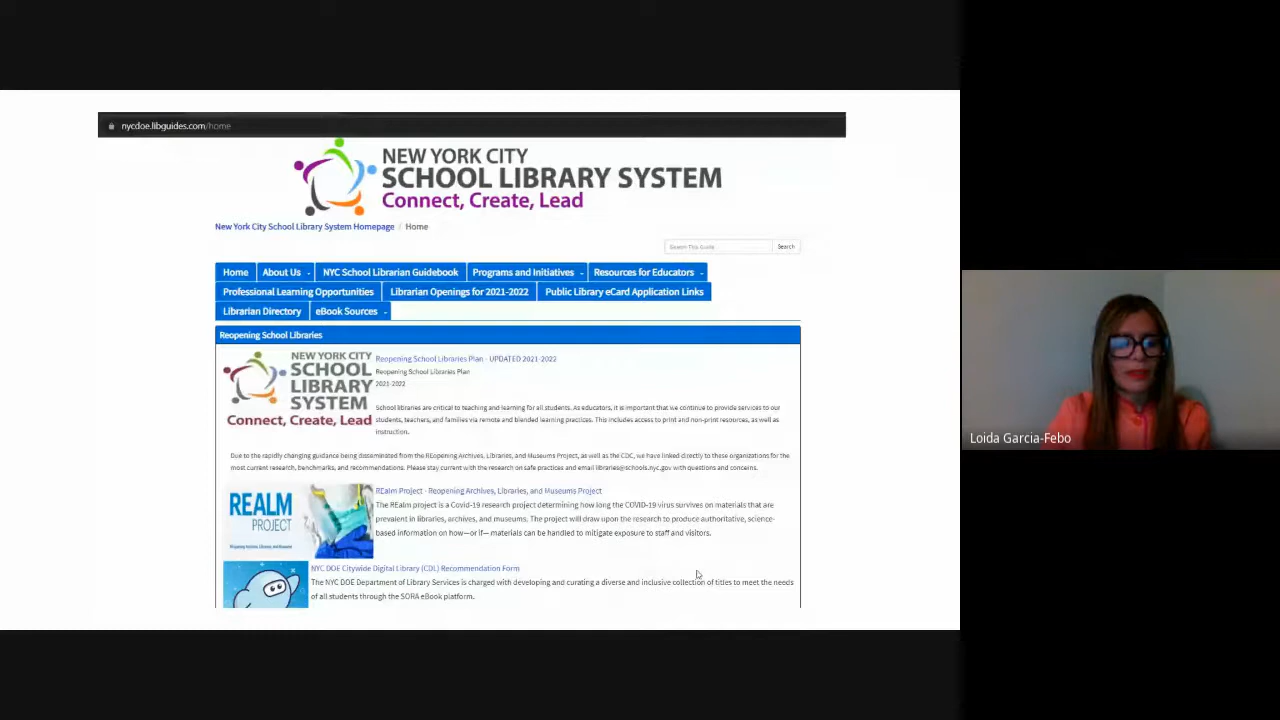 nycdoe.libguides.com/home
NEW YORK CITY
SCHOOL LIBRARY SYSTEM
Connect, Create, Lead
New York City School Library System Homepage / Home
Search This Guide Search
Home About Us NYC School Librarian Guidebook Programs and Initiatives Resources for Educators
Professional Learning Opportunities Librarian Openings for 2021-2022 Public Library eCard Application Links
Librarian Directory eBook Sources
Reopening School Libraries
NEW YORK CITY
SCHOOL
LIBRARY
SYSTEM
Connect, Create, Lead
Reopening School Libraries Plan - UPDATED 2021-2022
Reopening School Libraries Plan
2021-2022
School libraries are critical to teaching and learning for all students. As educators, it is important that we continue to provide services to our
students, teachers, and families via remote and blended learning practices. This includes access to print and non-print resources, as well as
instruction.
Due to the rapidly changing guidance being disseminated from the REopening Archives, Libraries, and Museums Project, as well as the CDC, we have linked directly to these organizations for the
most current research, benchmarks, and recommendations. Please stay current with the research on safe practices and email libraries@schools.nyc.gov with questions and concerns.
REALM
PROJECT
REopening Archives, Libraries, and Museums
REalm Project - Reopening Archives, Libraries, and Museums Project
The REalm project is a Covid-19 research project determining how long the COVID-19 virus survives on materials that are
prevalent in libraries, archives, and museums. The project will draw upon the research to produce authoritative, science-
based information on how—or if—materials can be handled to mitigate exposure to staff and visitors.
NYC DOE Citywide Digital Library (CDL) Recommendation Form
The NYC DOE Department of Library Services is charged with developing and curating a diverse and inclusive collection of titles to meet the needs
of all students through the SORA eBook platform.
Loida Garcia-Febo